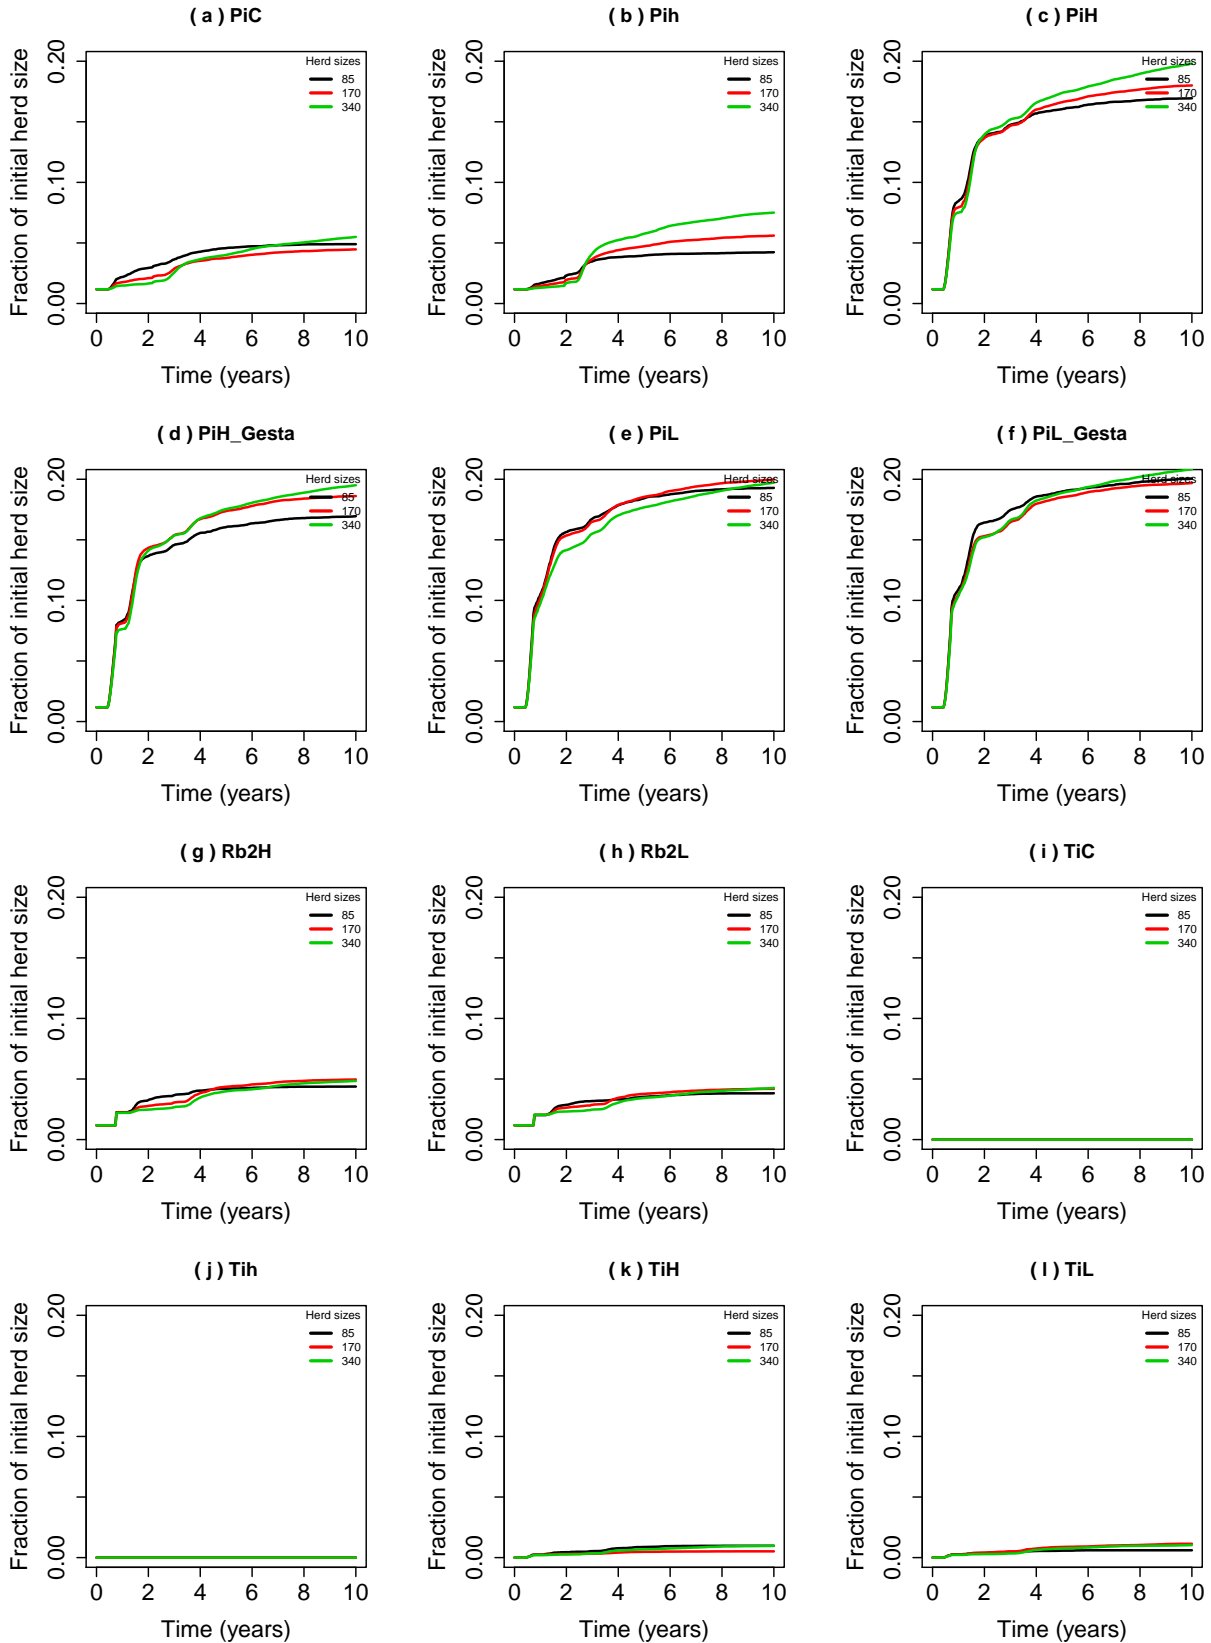 ( a ) PiC
Fraction of initial herd size
0.00
0.10
0.20
Herd sizes
85
170
340
0 2 4 6 8 10
Time (years)
( b ) Pih
Fraction of initial herd size
0.00
0.10
0.20
Herd sizes
85
170
340
0 2 4 6 8 10
Time (years)
( c ) PiH
Fraction of initial herd size
0.00
0.10
0.20
Herd sizes
85
170
340
0 2 4 6 8 10
Time (years)
( d ) PiH_Gesta
Fraction of initial herd size
0.00
0.10
0.20
Herd sizes
85
170
340
0 2 4 6 8 10
Time (years)
( e ) PiL
Fraction of initial herd size
0.00
0.10
0.20
Herd sizes
85
170
340
0 2 4 6 8 10
Time (years)
( f ) PiL_Gesta
Fraction of initial herd size
0.00
0.10
0.20
Herd sizes
85
170
340
0 2 4 6 8 10
Time (years)
( g ) Rb2H
Fraction of initial herd size
0.00
0.10
0.20
Herd sizes
85
170
340
0 2 4 6 8 10
Time (years)
( h ) Rb2L
Fraction of initial herd size
0.00
0.10
0.20
Herd sizes
85
170
340
0 2 4 6 8 10
Time (years)
( i ) TiC
Fraction of initial herd size
0.00
0.10
0.20
Herd sizes
85
170
340
0 2 4 6 8 10
Time (years)
( j ) Tih
Fraction of initial herd size
0.00
0.10
0.20
Herd sizes
85
170
340
0 2 4 6 8 10
Time (years)
( k ) TiH
Fraction of initial herd size
0.00
0.10
0.20
Herd sizes
85
170
340
0 2 4 6 8 10
Time (years)
( l ) TiL
Fraction of initial herd size
0.00
0.10
0.20
Herd sizes
85
170
340
0 2 4 6 8 10
Time (years)